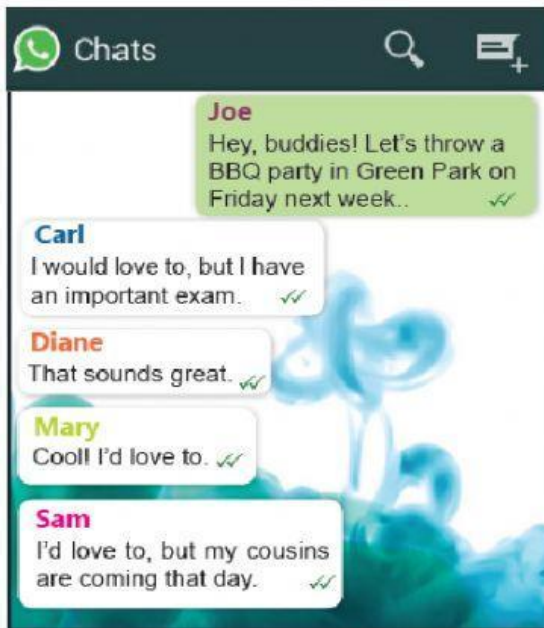 Chats
Joe
Hey, buddies! Let's throw a
BBQ party in Green Park on
Friday next week..
Carl
I would love to, but I have
an important exam.
Diane
That sounds great.
Mary
Cool! I'd love to.
Sam
I'd love to, but my cousins
are coming that day.